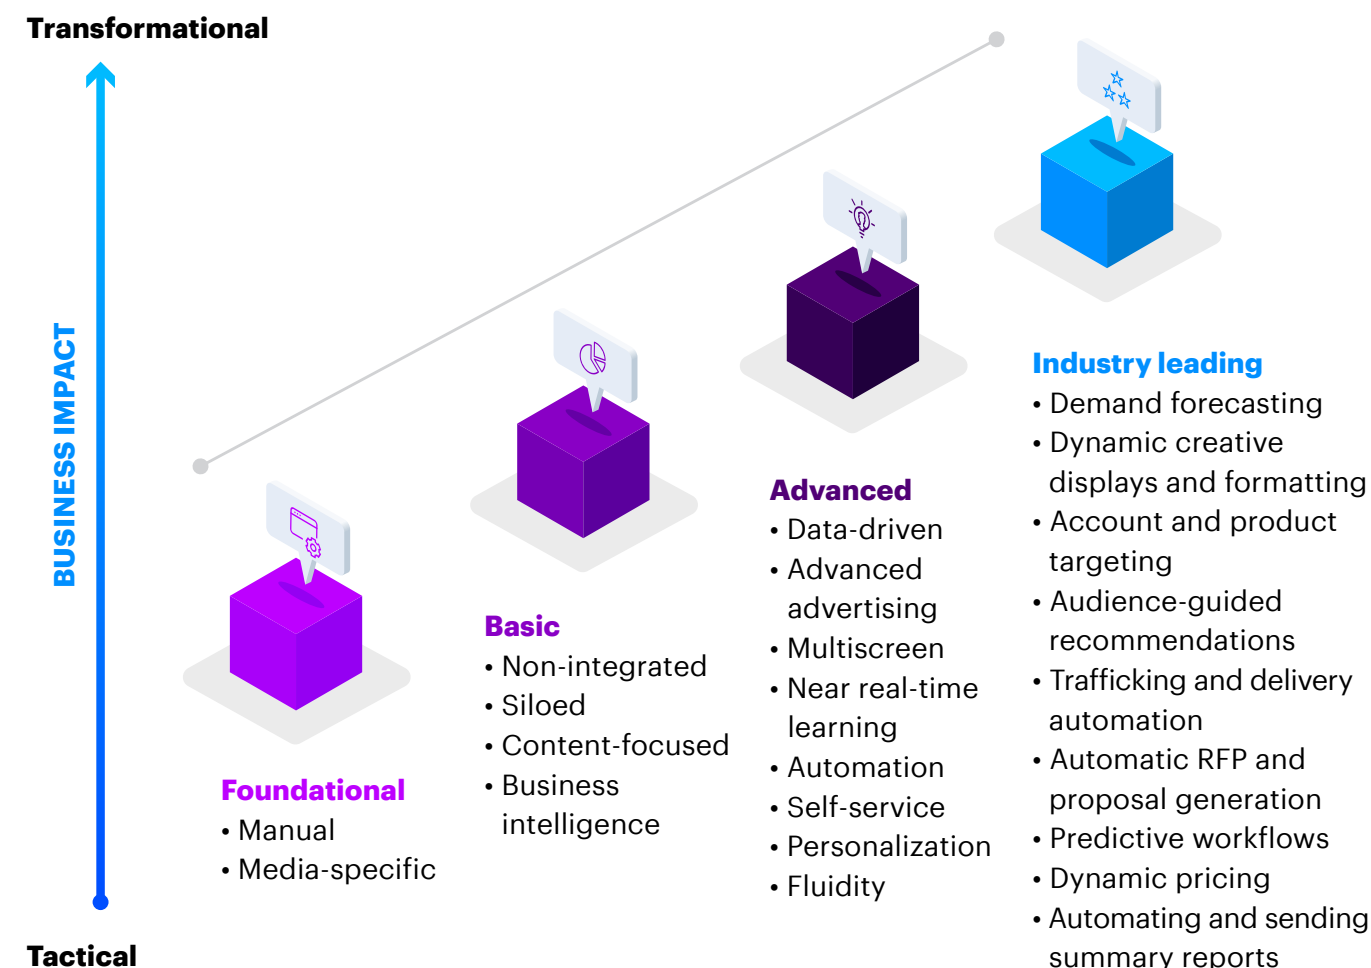 Transformational
BUSINESS IMPACT
Tactical
Foundational
• Manual
• Media-specific
Basic
• Non-integrated
• Siloed
• Content-focused
• Business
intelligence
Advanced
• Data-driven
• Advanced
advertising
• Multiscreen
• Near real-time
learning
• Automation
• Self-service
• Personalization
• Fluidity
Industry leading
• Demand forecasting
• Dynamic creative
displays and formatting
• Account and product
targeting
• Audience-guided
recommendations
• Trafficking and delivery
automation
• Automatic RFP and
proposal generation
• Predictive workflows
• Dynamic pricing
• Automating and sending
summary reports